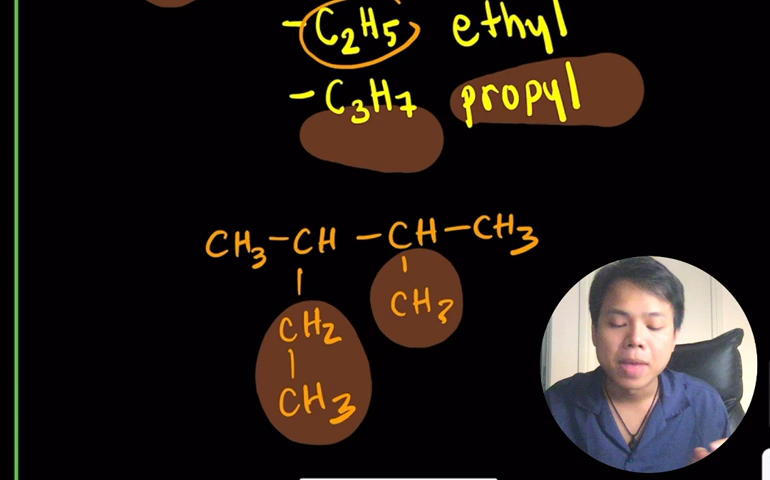 -C₂H₅ ethyl
-C₃H₇ propyl
CH₃-CH-CH-CH₃
CH₃
CH₂
CH₃